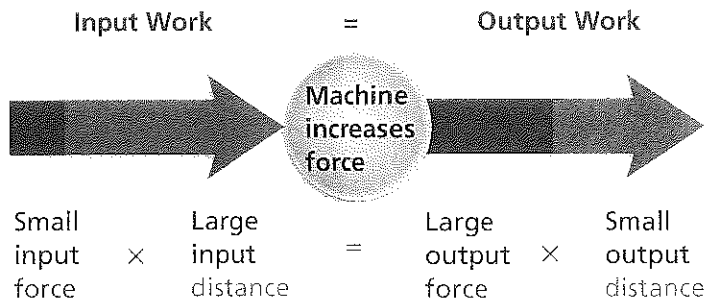 Input Work = Output Work
Machine
increases
force
Small Large Large Small
input × input = output × output
force distance force distance